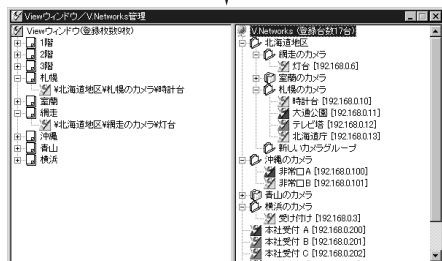 Viewウィンドウ／V.Networks管理
Viewウィンドウ(登録枚数9枚)
1階
2階
3階
札幌
¥北海道地区¥札幌のカメラ¥時計台
室蘭
網走
¥北海道地区¥網走のカメラ¥灯台
沖縄
青山
横浜
V.Networks (登録台数17台)
北海道地区
網走のカメラ
灯台 [192.168.0.6]
室蘭のカメラ
札幌のカメラ
時計台 [192.168.0.10]
大通公園 [192.168.0.11]
テレビ塔 [192.168.0.12]
北海道庁 [192.168.0.13]
新しいカメラグループ
沖縄のカメラ
非常口A [192.168.0.100]
非常口B [192.168.0.101]
青山のカメラ
横浜のカメラ
受け付け [192.168.0.3]
本社受付 A [192.168.0.200]
本社受付 B [192.168.0.201]
本社受付 C [192.168.0.202]